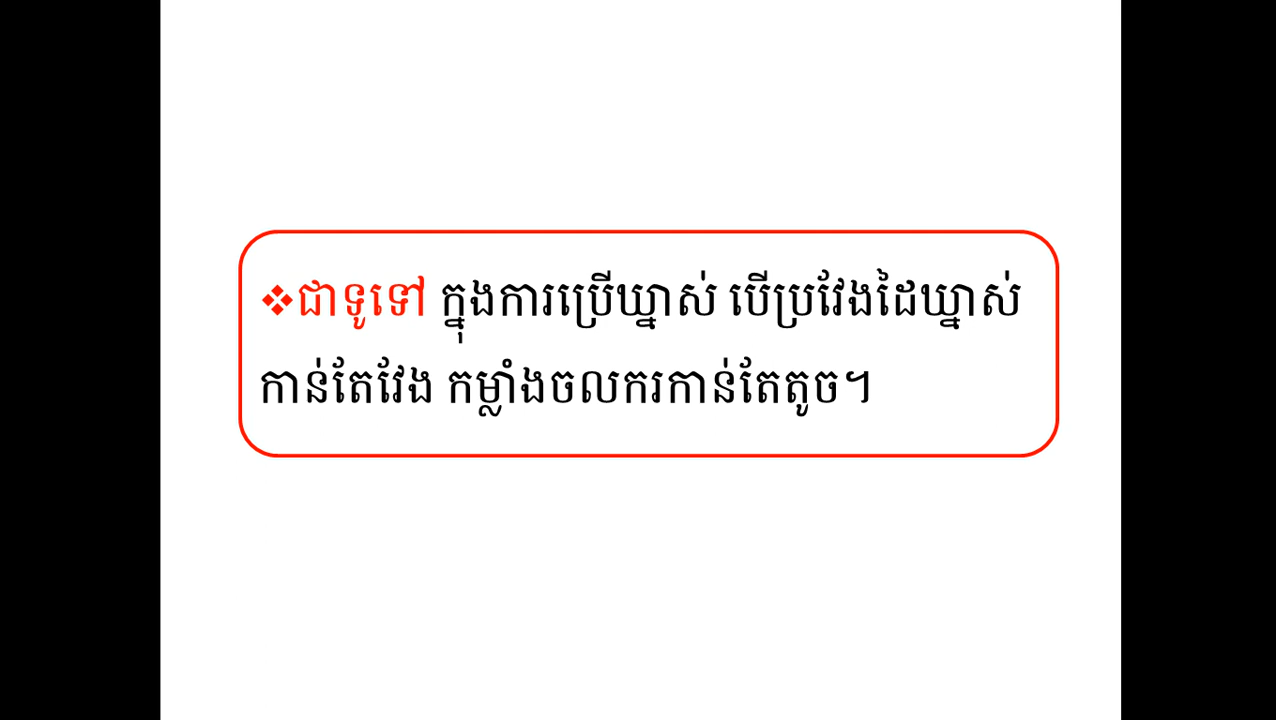 ❖ជាទូទៅ ក្នុងការប្រើឃ្នាស់ បើប្រវែងដៃឃ្នាស់
កាន់តែវែង កម្លាំងចលករកាន់តែតូច។